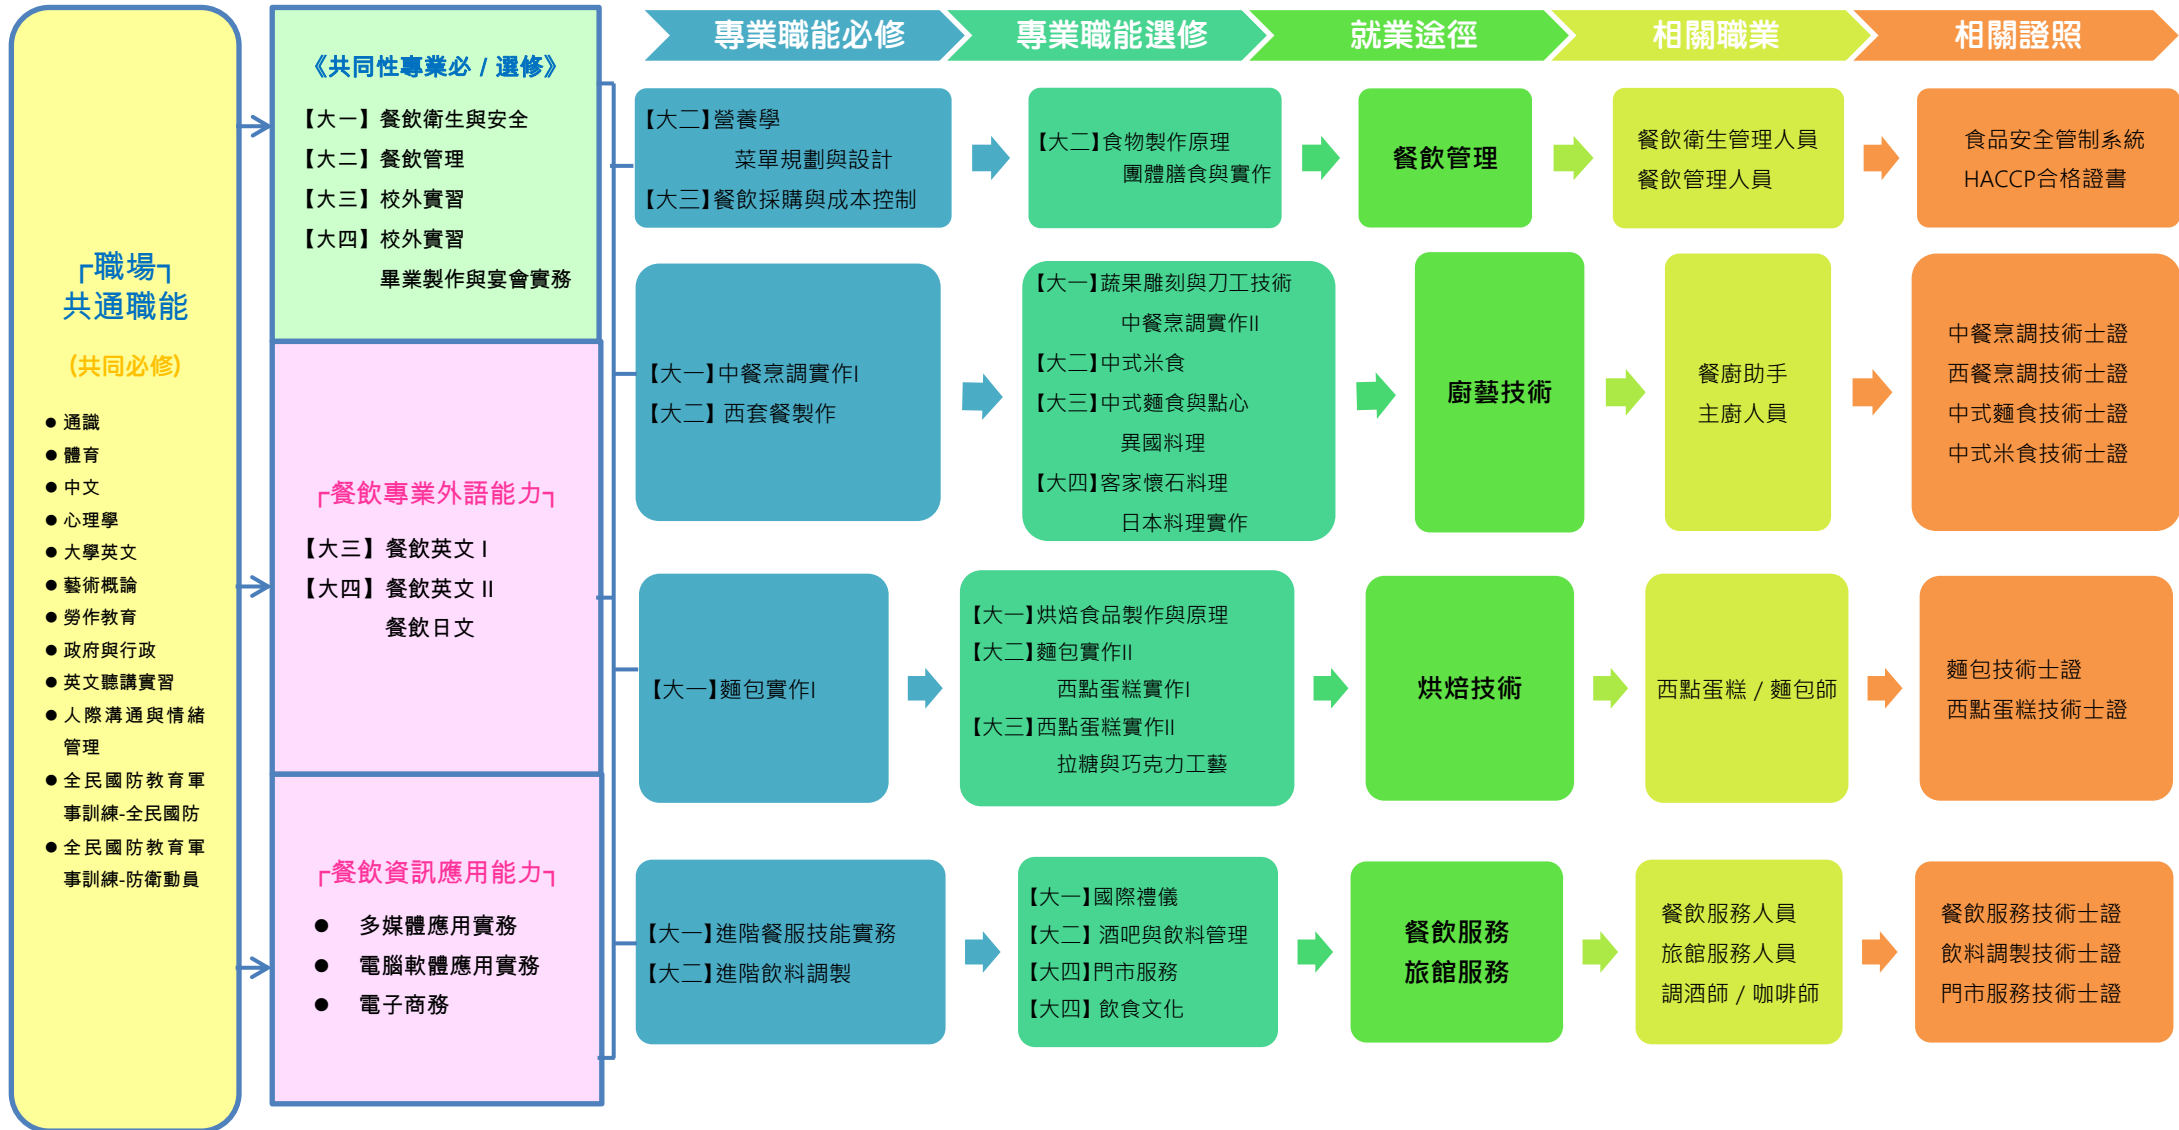 ┌職場┐
共通職能
(共同必修)
● 通識
● 體育
● 中文
● 心理學
● 大學英文
● 藝術概論
● 勞作教育
● 政府與行政
● 英文聽講實習
● 人際溝通與情緒
管理
● 全民國防教育軍
事訓練-全民國防
● 全民國防教育軍
事訓練-防衛動員
《共同性專業必 / 選修》
【大一】餐飲衛生與安全
【大二】餐飲管理
【大三】校外實習
【大四】校外實習
畢業製作與宴會實務
┌餐飲專業外語能力┐
【大三】餐飲英文 I
【大四】餐飲英文 II
餐飲日文
┌餐飲資訊應用能力┐
● 多媒體應用實務
● 電腦軟體應用實務
● 電子商務
專業職能必修
專業職能選修
就業途徑
相關職業
相關證照
【大二】營養學
菜單規劃與設計
【大三】餐飲採購與成本控制
【大二】食物製作原理
團體膳食與實作
餐飲管理
餐飲衛生管理人員
餐飲管理人員
食品安全管制系統
HACCP合格證書
【大一】中餐烹調實作I
【大二】西套餐製作
【大一】蔬果雕刻與刀工技術
中餐烹調實作II
【大二】中式米食
【大三】中式麵食與點心
異國料理
【大四】客家懷石料理
日本料理實作
廚藝技術
餐廚助手
主廚人員
中餐烹調技術士證
西餐烹調技術士證
中式麵食技術士證
中式米食技術士證
【大一】麵包實作I
【大一】烘焙食品製作與原理
【大二】麵包實作II
西點蛋糕實作I
【大三】西點蛋糕實作II
拉糖與巧克力工藝
烘焙技術
西點蛋糕 / 麵包師
麵包技術士證
西點蛋糕技術士證
【大一】進階餐服技能實務
【大二】進階飲料調製
【大一】國際禮儀
【大二】酒吧與飲料管理
【大四】門市服務
【大四】飲食文化
餐飲服務
旅館服務
餐飲服務人員
旅館服務人員
調酒師 / 咖啡師
餐飲服務技術士證
飲料調製技術士證
門市服務技術士證